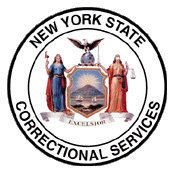 NEW YORK STATE
EXCELSIOR
CORRECTIONAL SERVICES